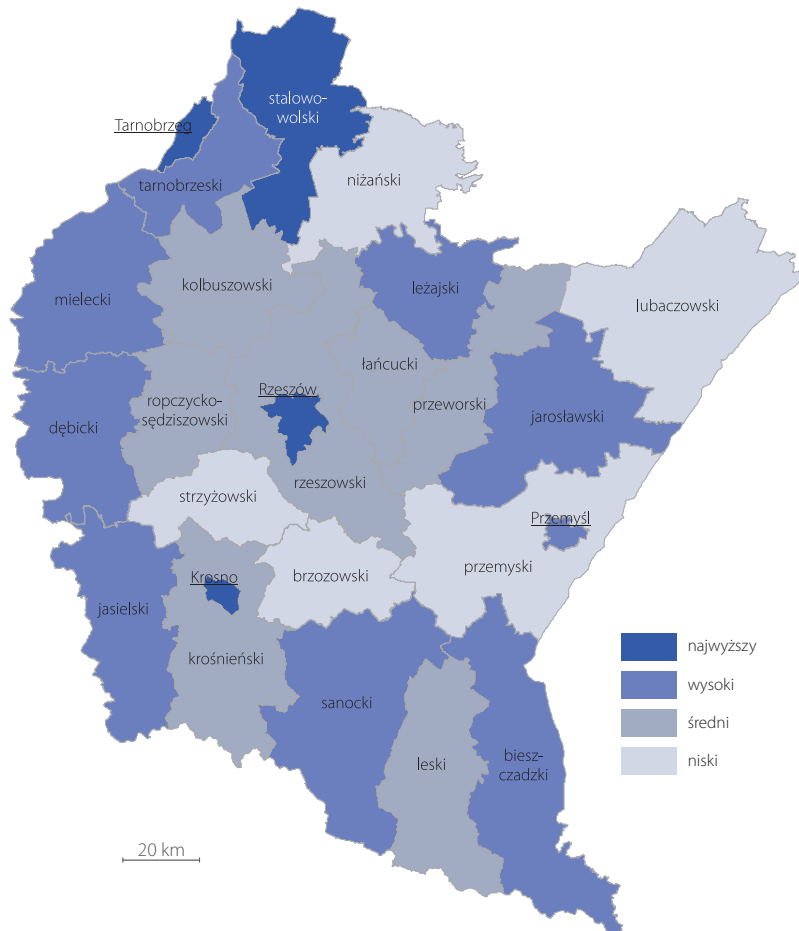 stalowo-
wolski
Tarnobrzeg
niżański
tarnobrzeski
kolbuszowski
leżajski
mielecki
lubaczowski
łańcucki
Rzeszów
ropczycko-
sędziszowski
przeworski
jarosławski
dębicki
rzeszowski
strzyżowski
Przemyśl
przemyski
Krosno
brzozowski
jasielski
krośnieński
sanocki
leski
biesz-
czadzki
najwyższy
wysoki
średni
niski
20 km